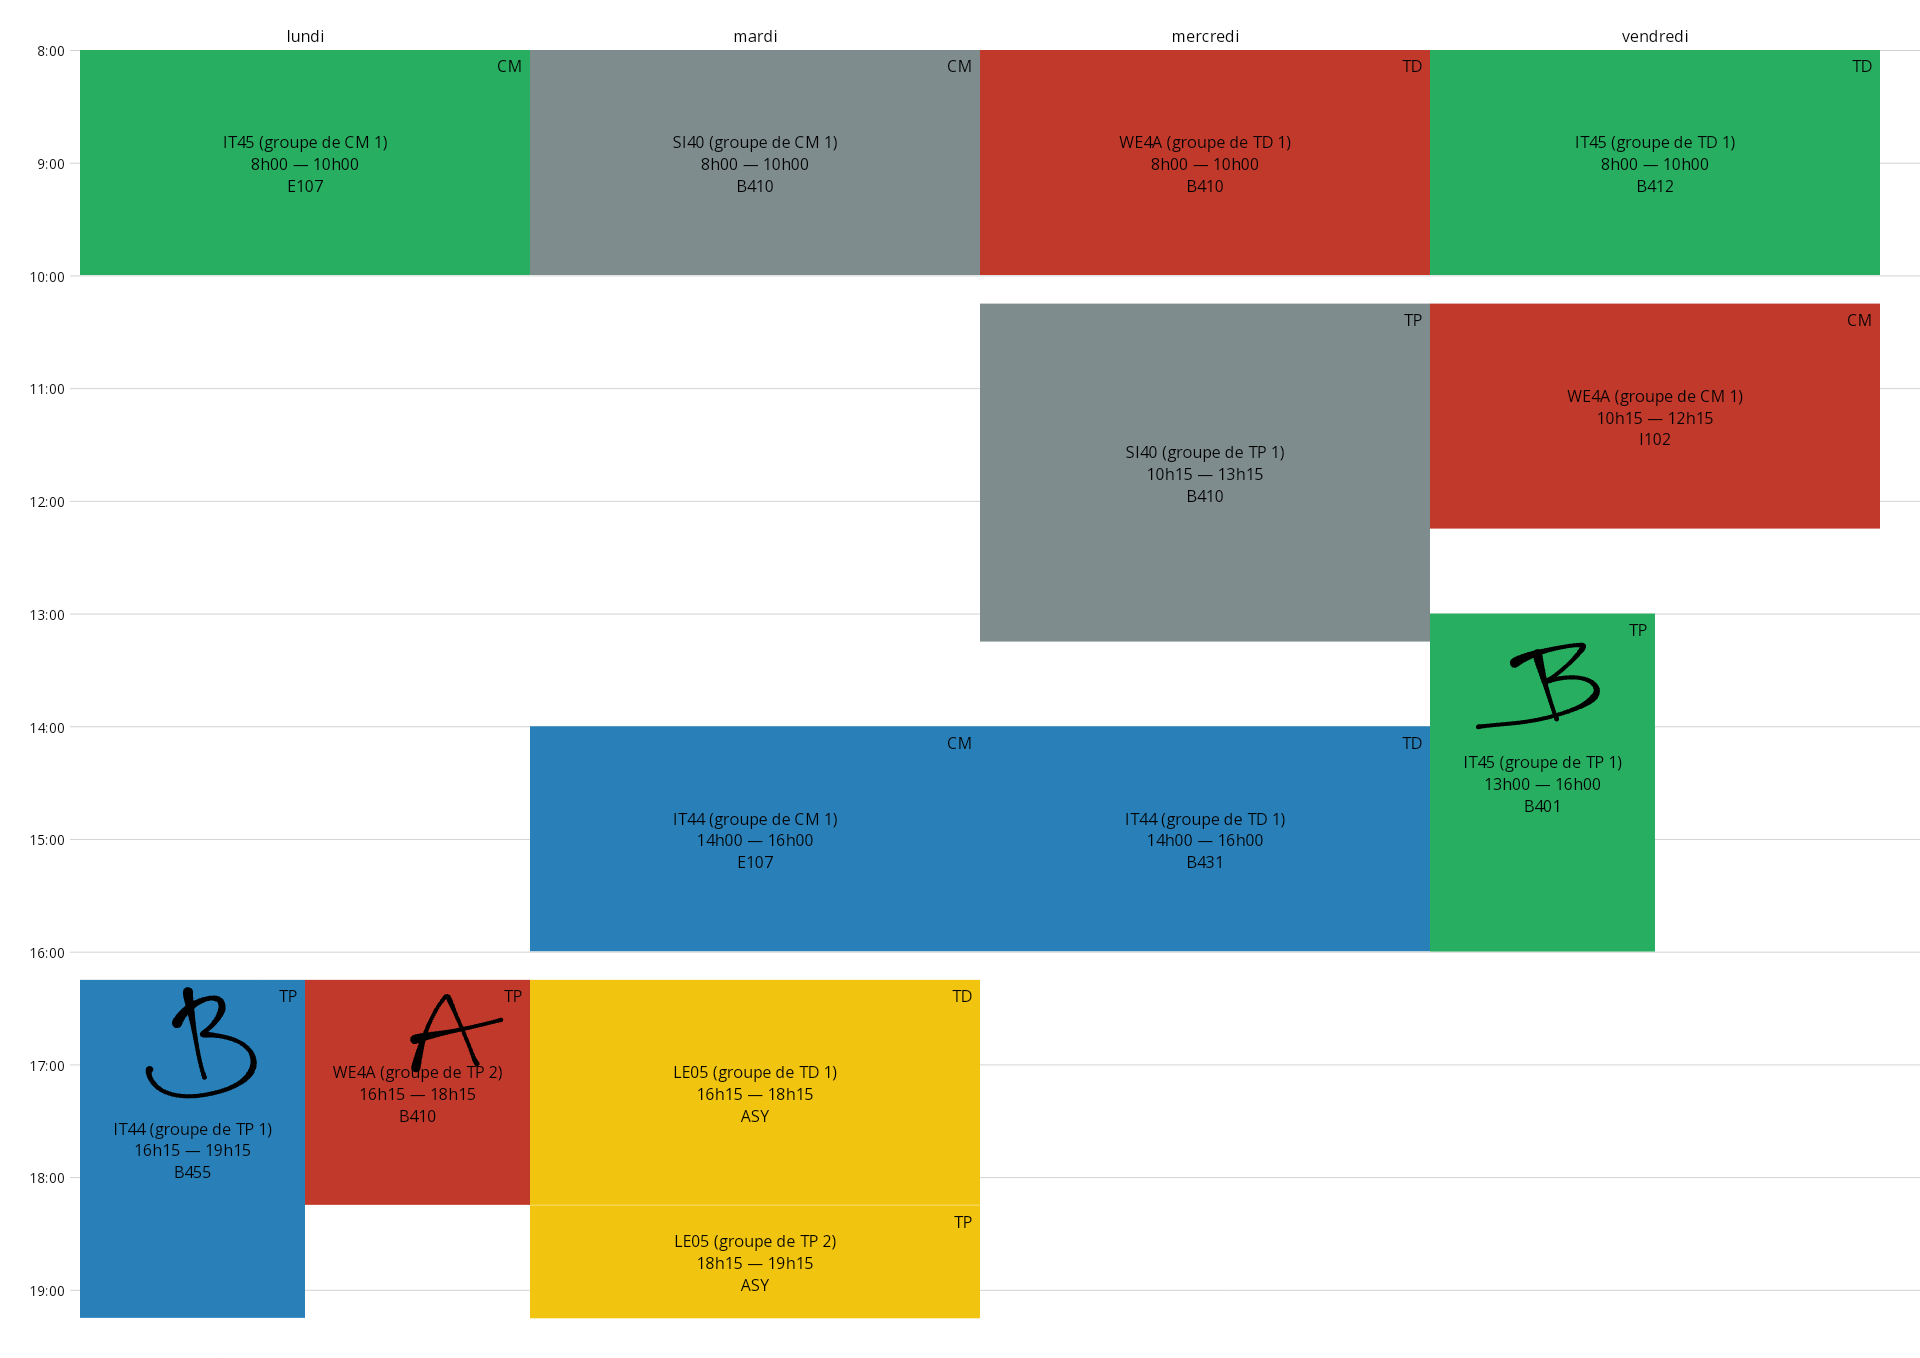 lundi mardi mercredi vendredi
8:00
CM CM TD TD
IT45 (groupe de CM 1) SI40 (groupe de CM 1) WE4A (groupe de TD 1) IT45 (groupe de TD 1)
9:00 8h00 — 10h00 8h00 — 10h00 8h00 — 10h00 8h00 — 10h00
E107 B410 B410 B412
10:00
TP CM
11:00 WE4A (groupe de CM 1)
10h15 — 12h15
I102
SI40 (groupe de TP 1)
10h15 — 13h15
12:00 B410
13:00
TP
B
14:00
CM TD
IT45 (groupe de TP 1)
13h00 — 16h00
B401
IT44 (groupe de CM 1) IT44 (groupe de TD 1)
15:00 14h00 — 16h00 14h00 — 16h00
E107 B431
16:00
TP TP TD
B A
17:00 WE4A (groupe de TP 2) LE05 (groupe de TD 1)
16h15 — 18h15 16h15 — 18h15
B410 ASY
IT44 (groupe de TP 1)
16h15 — 19h15
B455
18:00
TP
LE05 (groupe de TP 2)
18h15 — 19h15
19:00 ASY